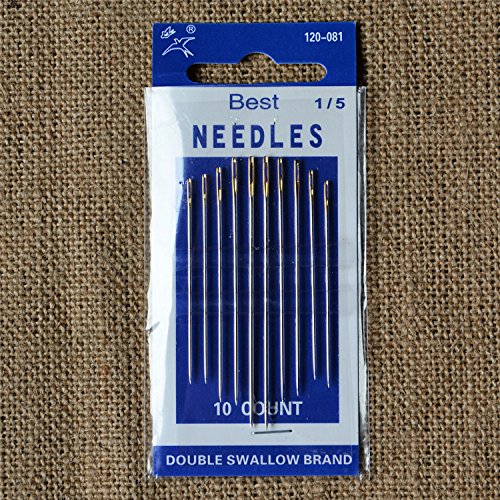 ® 120-081
Best 1/5
NEEDLES
10 COUNT
DOUBLE SWALLOW BRAND